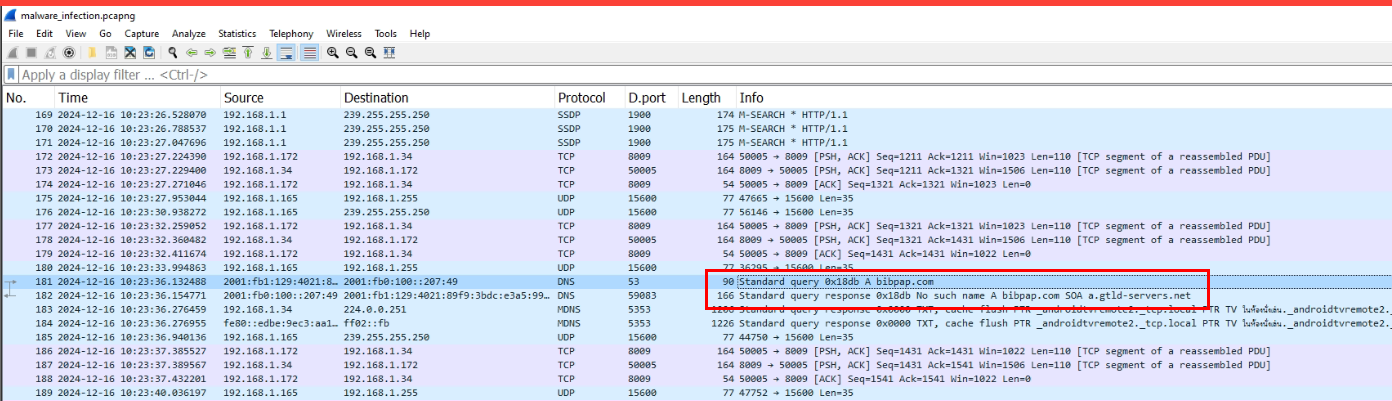 malware_infection.pcapng
File Edit View Go Capture Analyze Statistics Telephony Wireless Tools Help
Apply a display filter ... <Ctrl-/>
No. Time Source Destination Protocol D.port Length Info
169 2024-12-16 10:23:26.528070 192.168.1.1 239.255.255.250 SSDP 1900 174 M-SEARCH * HTTP/1.1
170 2024-12-16 10:23:26.788537 192.168.1.1 239.255.255.250 SSDP 1900 175 M-SEARCH * HTTP/1.1
171 2024-12-16 10:23:27.047696 192.168.1.1 239.255.255.250 SSDP 1900 175 M-SEARCH * HTTP/1.1
172 2024-12-16 10:23:27.224390 192.168.1.172 192.168.1.34 TCP 8009 164 50005 → 8009 [PSH, ACK] Seq=1211 Ack=1211 Win=1023 Len=110 [TCP segment of a reassembled PDU]
173 2024-12-16 10:23:27.229400 192.168.1.34 192.168.1.172 TCP 50005 164 8009 → 50005 [PSH, ACK] Seq=1211 Ack=1321 Win=1506 Len=110 [TCP segment of a reassembled PDU]
174 2024-12-16 10:23:27.271046 192.168.1.172 192.168.1.34 TCP 8009 54 50005 → 8009 [ACK] Seq=1321 Ack=1321 Win=1023 Len=0
175 2024-12-16 10:23:27.953044 192.168.1.165 192.168.1.255 UDP 15600 77 47665 → 15600 Len=35
176 2024-12-16 10:23:30.938272 192.168.1.165 239.255.255.250 UDP 15600 77 56146 → 15600 Len=35
177 2024-12-16 10:23:32.259052 192.168.1.172 192.168.1.34 TCP 8009 164 50005 → 8009 [PSH, ACK] Seq=1321 Ack=1321 Win=1023 Len=110 [TCP segment of a reassembled PDU]
178 2024-12-16 10:23:32.360482 192.168.1.34 192.168.1.172 TCP 50005 164 8009 → 50005 [PSH, ACK] Seq=1321 Ack=1431 Win=1506 Len=110 [TCP segment of a reassembled PDU]
179 2024-12-16 10:23:32.411674 192.168.1.172 192.168.1.34 TCP 8009 54 50005 → 8009 [ACK] Seq=1431 Ack=1431 Win=1022 Len=0
180 2024-12-16 10:23:33.994863 192.168.1.165 192.168.1.255 UDP 15600 77 36295 → 15600 Len=35
181 2024-12-16 10:23:36.132488 2001:fb1:129:4021:8… 2001:fb0:100::207:49 DNS 53 90 Standard query 0x18db A bibpap.com
182 2024-12-16 10:23:36.154771 2001:fb0:100::207:49 2001:fb1:129:4021:89f9:3bdc:e3a5:99… DNS 59083 166 Standard query response 0x18db No such name A bibpap.com SOA a.gtld-servers.net
183 2024-12-16 10:23:36.276459 192.168.1.34 224.0.0.251 MDNS 5353 Standard query response 0x0000 TXT, cache flush PTR _androidtvremote2._tcp.local PTR TV
184 2024-12-16 10:23:36.276955 fe80::edbe:9ec3:aa1… ff02::fb MDNS 5353 1226 Standard query response 0x0000 TXT, cache flush PTR _androidtvremote2._tcp.local PTR TV
185 2024-12-16 10:23:36.940136 192.168.1.165 239.255.255.250 UDP 15600 77 44750 → 15600 Len=35
186 2024-12-16 10:23:37.385527 192.168.1.172 192.168.1.34 TCP 8009 164 50005 → 8009 [PSH, ACK] Seq=1431 Ack=1431 Win=1022 Len=110 [TCP segment of a reassembled PDU]
187 2024-12-16 10:23:37.389567 192.168.1.34 192.168.1.172 TCP 50005 164 8009 → 50005 [PSH, ACK] Seq=1431 Ack=1541 Win=1506 Len=110 [TCP segment of a reassembled PDU]
188 2024-12-16 10:23:37.432201 192.168.1.172 192.168.1.34 TCP 8009 54 50005 → 8009 [ACK] Seq=1541 Ack=1541 Win=1022 Len=0
189 2024-12-16 10:23:40.036197 192.168.1.165 192.168.1.255 UDP 15600 77 47752 → 15600 Len=35